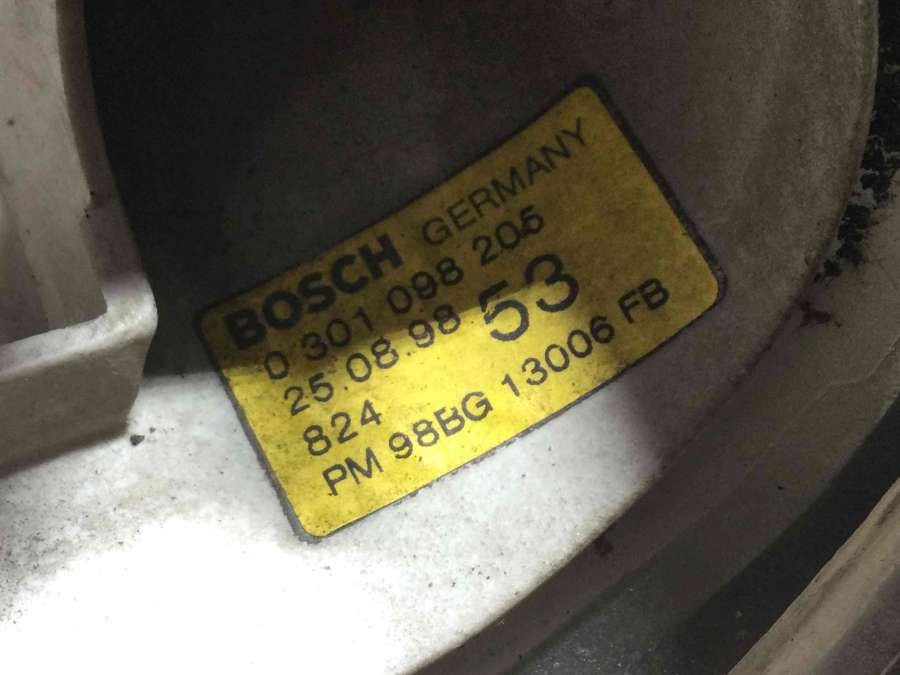 BOSCH GERMANY
0 301 098 205
25.08.98 53
824
PM 98BG 13006 FB